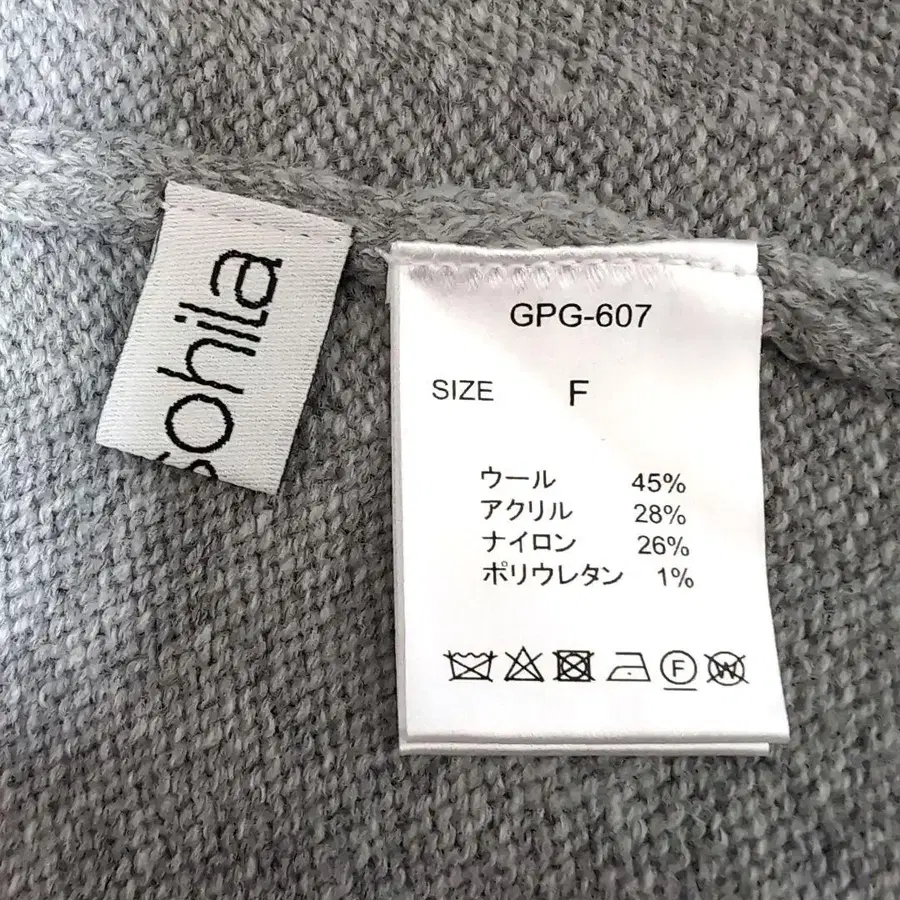 sohila
GPG-607
SIZE F
ウール 45%
アクリル 28%
ナイロン 26%
ポリウレタン 1%
F W